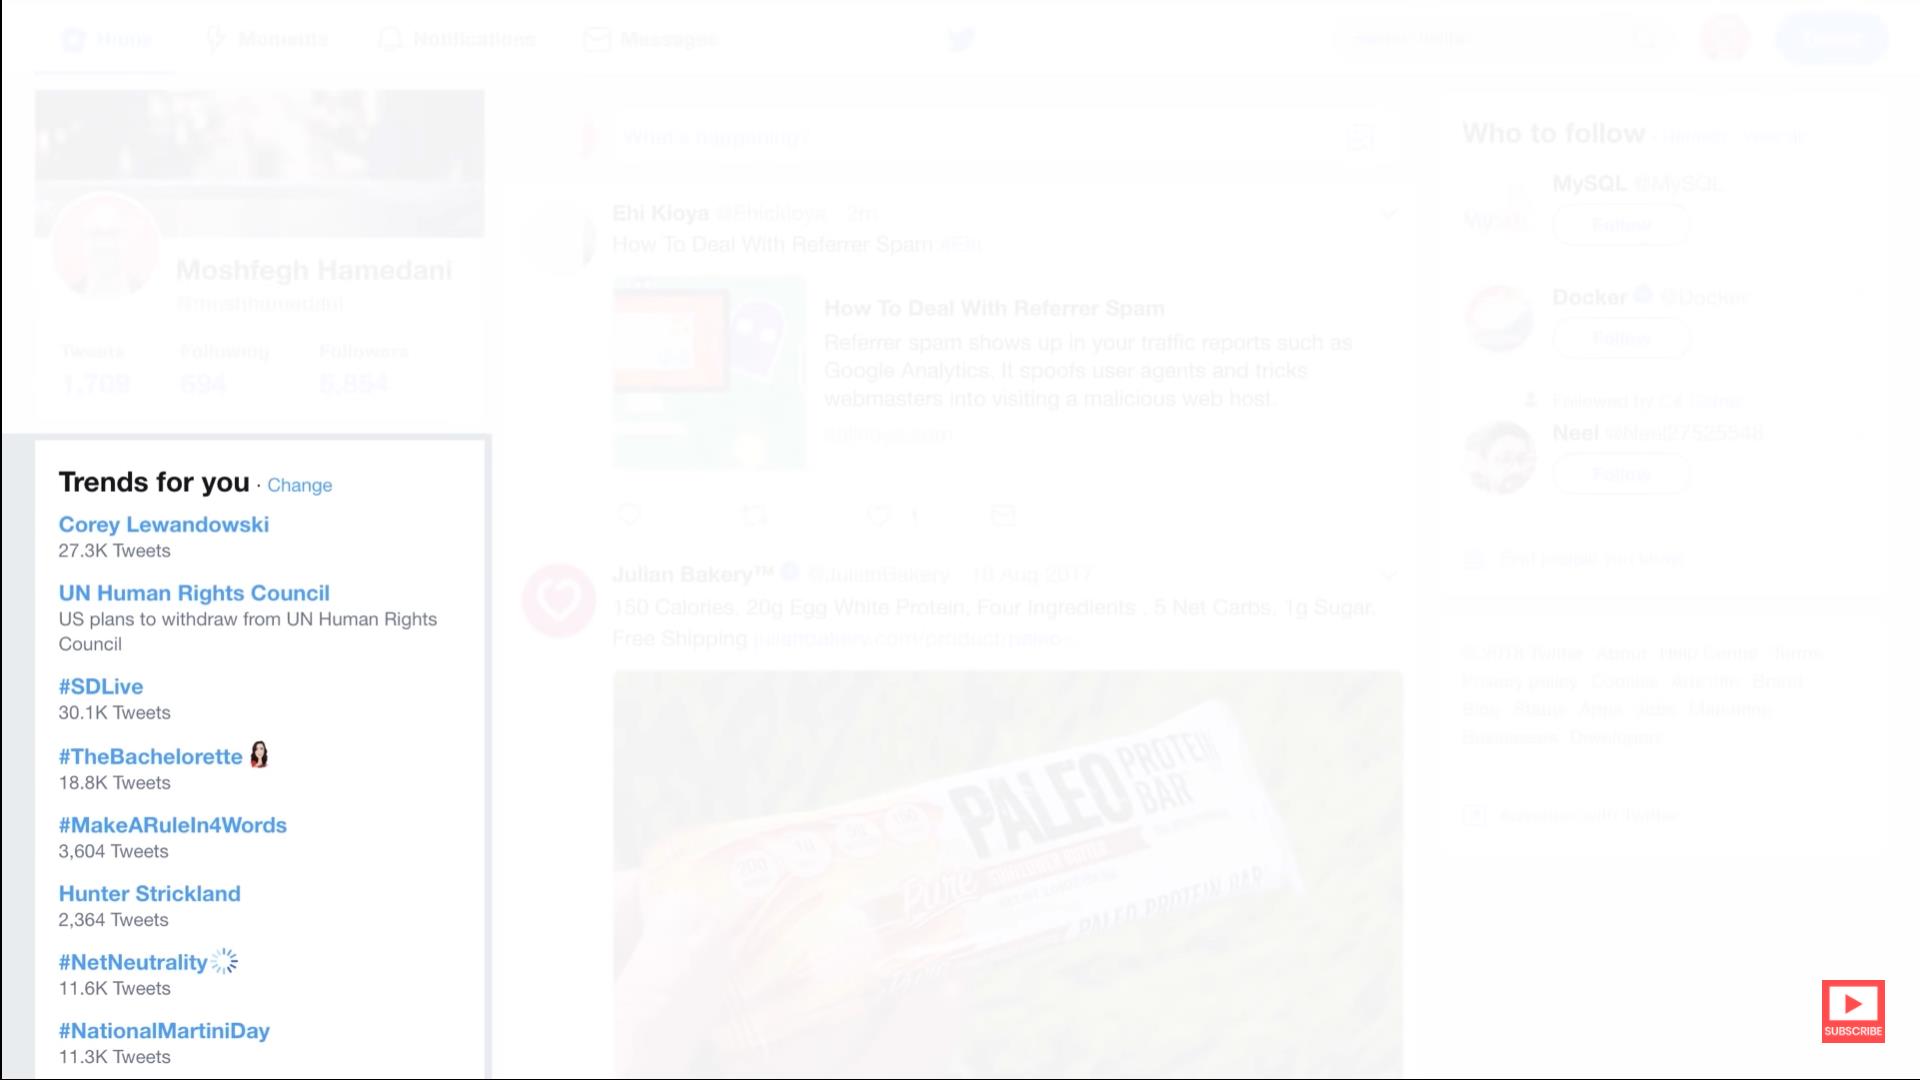 Home
Moments
Notifications
Messages
Moshfegh Hamedani
@moshhamedani
Tweets Following Followers
1,709 694 5,854
Trends for you · Change
Corey Lewandowski
27.3K Tweets
UN Human Rights Council
US plans to withdraw from UN Human Rights
Council
#SDLive
30.1K Tweets
#TheBachelorette
18.8K Tweets
#MakeARuleIn4Words
3,604 Tweets
Hunter Strickland
2,364 Tweets
#NetNeutrality
11.6K Tweets
#NationalMartiniDay
11.3K Tweets
What's happening?
Ehi Kioya @EhiKioya 2m
How To Deal With Referrer Spam
How To Deal With Referrer Spam
Referrer spam shows up in your traffic reports such as
Google Analytics. It spoofs user agents and tricks
webmasters into visiting a malicious web host.
Julian Bakery™ @JulianBakery 16 Aug 2017
150 Calories. 20g Egg White Protein, Four Ingredients . 5 Net Carbs. 1g Sugar.
Free Shipping
PALEO PROTEIN
BAR
Pure
PALEO PROTEIN BAR
Who to follow
MySQL @MySQL
Follow
Docker @Docker
Follow
Followed by
Neel @Neel27525548
Follow
Find people you know
© 2018 Twitter About Help Center Terms
Privacy policy Cookies Ads info Brand
Blog Status Apps Jobs Marketing
Businesses Developers
Advertise with Twitter
SUBSCRIBE